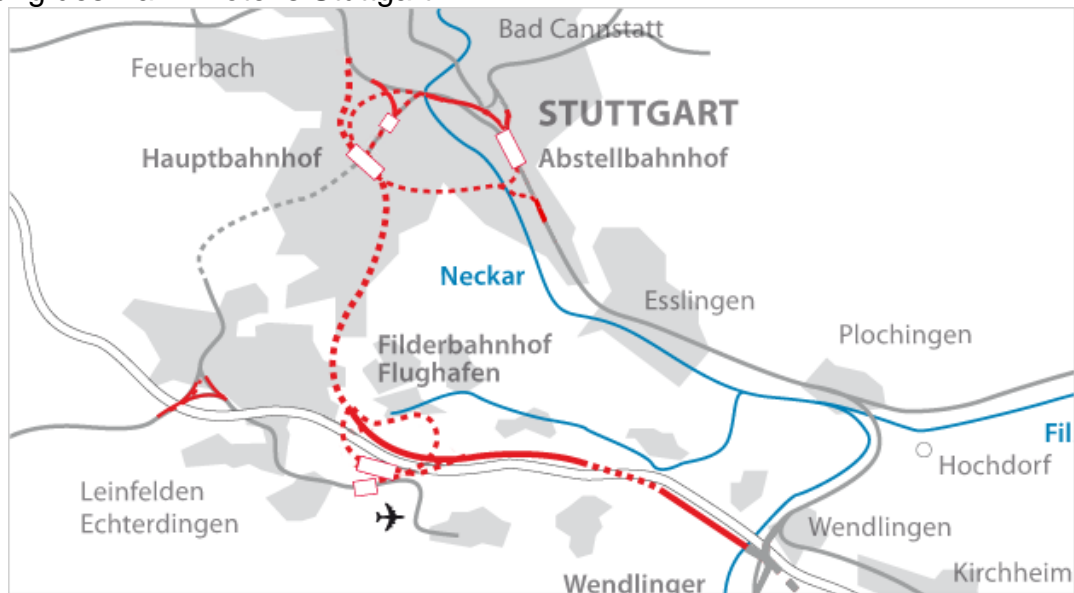 Bad Cannstatt
Feuerbach
STUTTGART
Hauptbahnhof
Abstellbahnhof
Neckar
Esslingen
Plochingen
Filderbahnhof
Flughafen
Fil
Hochdorf
Leinfelden
Echterdingen
Wendlingen
Kirchheim
Wendlinger